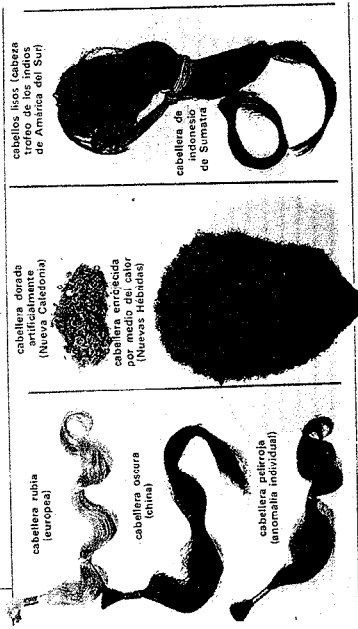 cabellera rubia
(europea)
cabellera oscura
(china)
cabellera pelirroja
(anomalía individual)
cabellera dorada
artificialmente
(Nueva Caledonia)
cabellera enrojecida
por medio del calor
(Nuevas Hébridas)
cabellos lisos (cabeza
trofeo de los indios
de América del Sur)
cabellera de
indonesio
de Sumatra